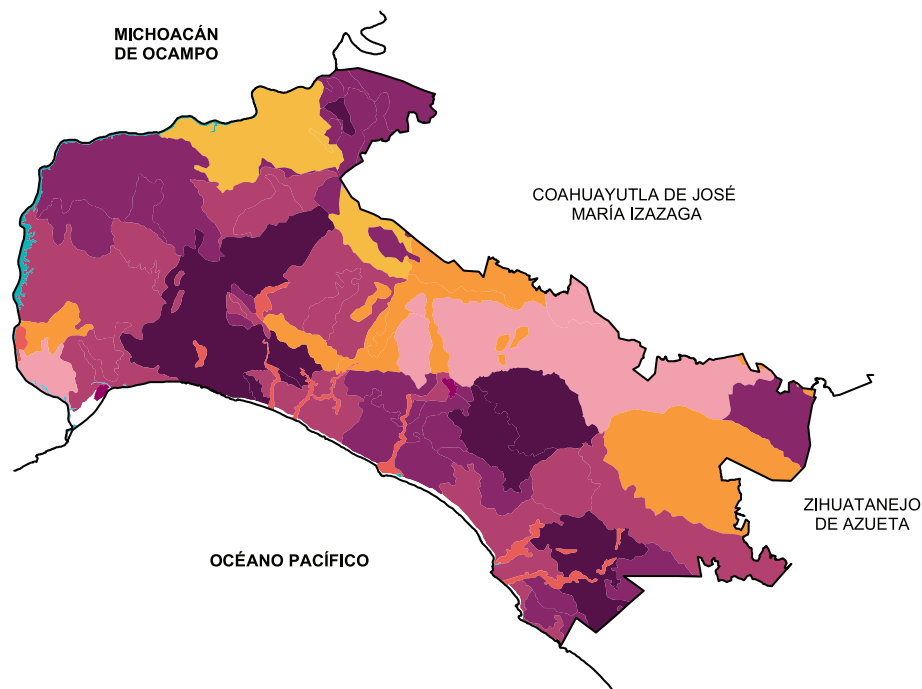 MICHOACÁN
DE OCAMPO
COAHUAYUTLA DE JOSÉ
MARÍA IZAZAGA
ZIHUATANEJO
DE AZUETA
OCÉANO PACÍFICO